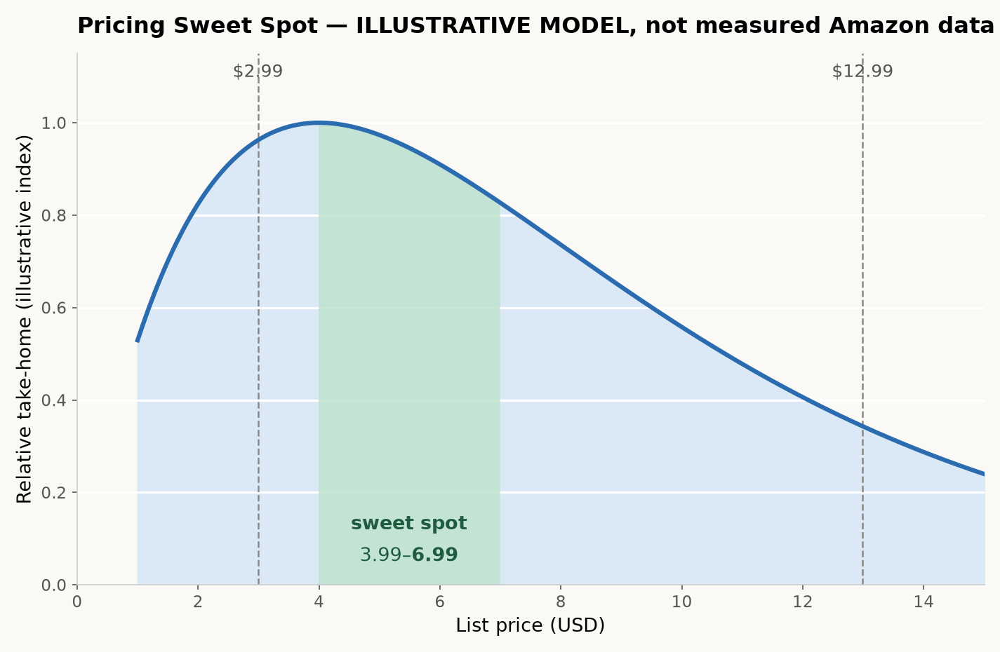 Pricing Sweet Spot — ILLUSTRATIVE MODEL, not measured Amazon data
$2.99
$12.99
Relative take-home (illustrative index)
1.0
0.8
0.6
0.4
0.2
0.0
sweet spot
3.99–6.99
0 2 4 6 8 10 12 14
List price (USD)